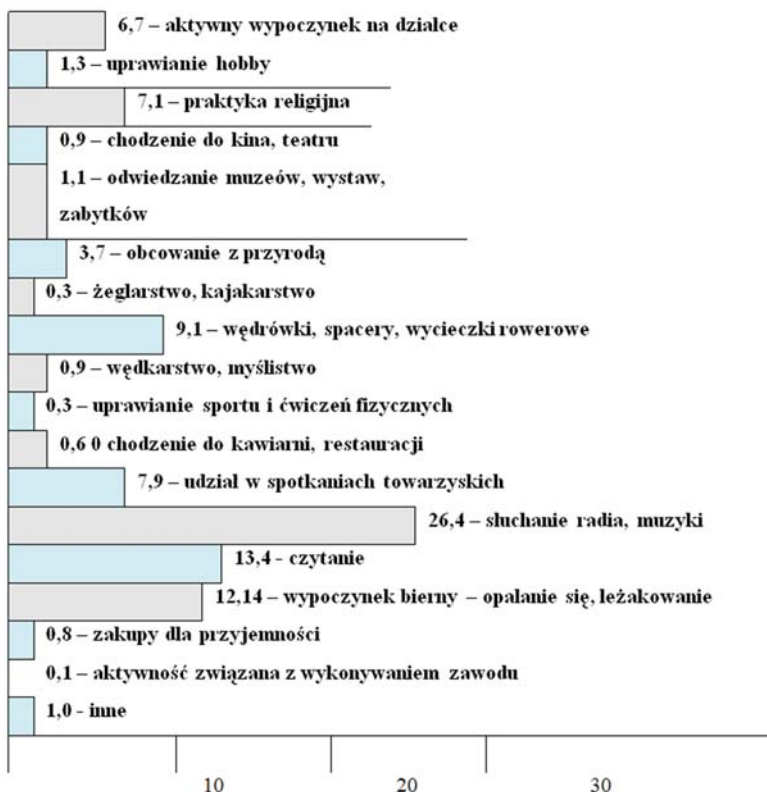 6,7 – aktywny wypoczynek na działce
1,3 – uprawianie hobby
7,1 – praktyka religijna
0,9 – chodzenie do kina, teatru
1,1 – odwiedzanie muzeów, wystaw,
zabytków
3,7 – obcowanie z przyrodą
0,3 – żeglarstwo, kajakarstwo
9,1 – wędrówki, spacery, wycieczki rowerowe
0,9 – wędkarstwo, myślistwo
0,3 – uprawianie sportu i ćwiczeń fizycznych
0,6 0 chodzenie do kawiarni, restauracji
7,9 – udział w spotkaniach towarzyskich
26,4 – słuchanie radia, muzyki
13,4 - czytanie
12,14 – wypoczynek bierny – opalanie się, leżakowanie
0,8 – zakupy dla przyjemności
0,1 – aktywność związana z wykonywaniem zawodu
1,0 - inne
10 20 30